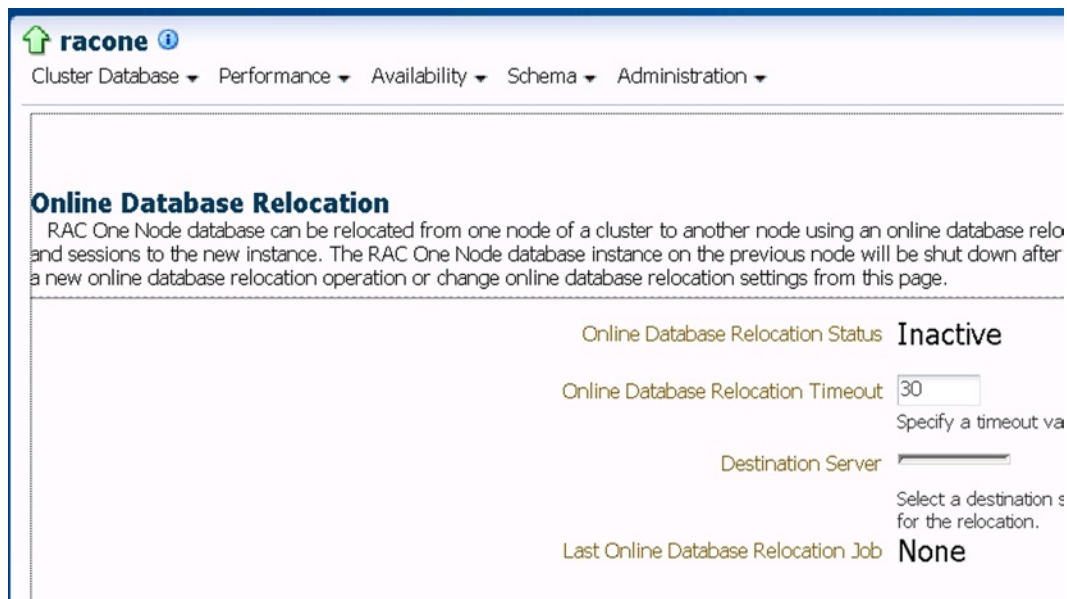 racone
Cluster Database Performance Availability Schema Administration
Online Database Relocation
RAC One Node database can be relocated from one node of a cluster to another node using an online database relo
and sessions to the new instance. The RAC One Node database instance on the previous node will be shut down after
a new online database relocation operation or change online database relocation settings from this page.
Online Database Relocation Status Inactive
Online Database Relocation Timeout 30
Specify a timeout va
Destination Server
Select a destination s
for the relocation.
Last Online Database Relocation Job None